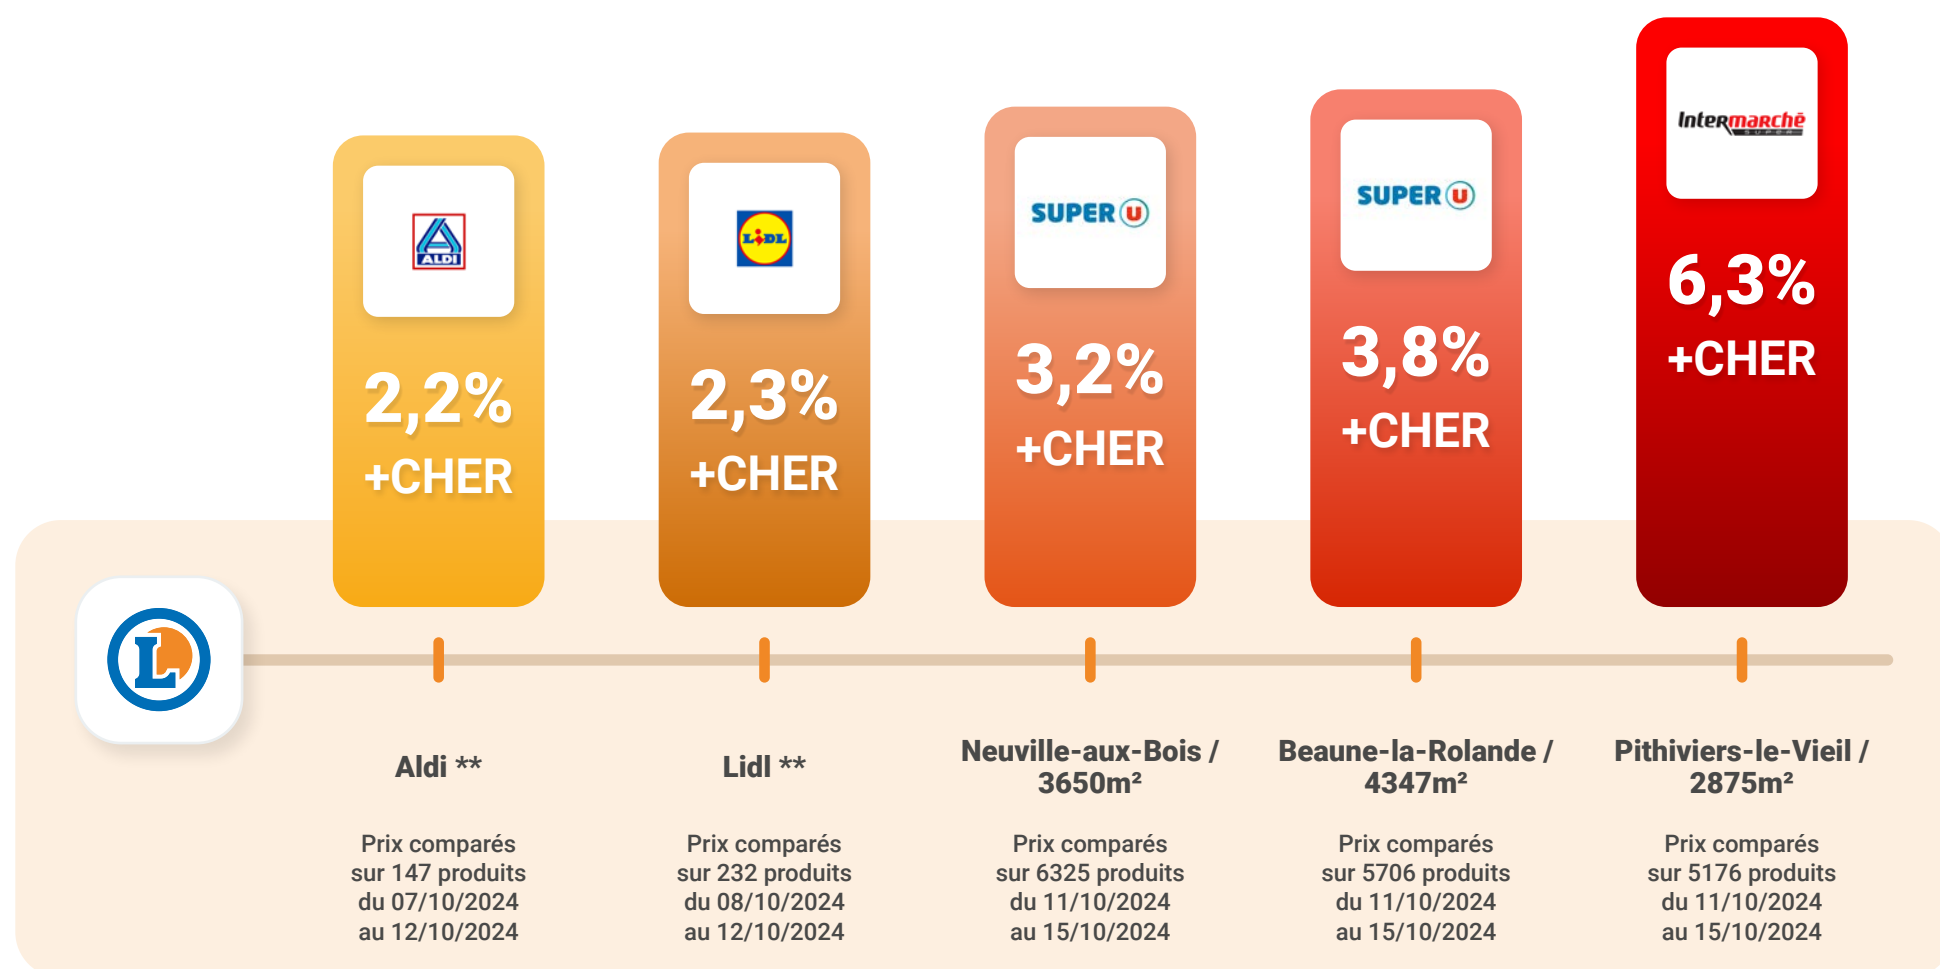 ALDI
2,2%
+CHER
LiDL
2,3%
+CHER
SUPER U
3,2%
+CHER
SUPER U
3,8%
+CHER
Intermarchē
SUPER
6,3%
+CHER
L
Aldi **
Prix comparés
sur 147 produits
du 07/10/2024
au 12/10/2024
Lidl **
Prix comparés
sur 232 produits
du 08/10/2024
au 12/10/2024
Neuville-aux-Bois /
3650m²
Prix comparés
sur 6325 produits
du 11/10/2024
au 15/10/2024
Beaune-la-Rolande /
4347m²
Prix comparés
sur 5706 produits
du 11/10/2024
au 15/10/2024
Pithiviers-le-Vieil /
2875m²
Prix comparés
sur 5176 produits
du 11/10/2024
au 15/10/2024